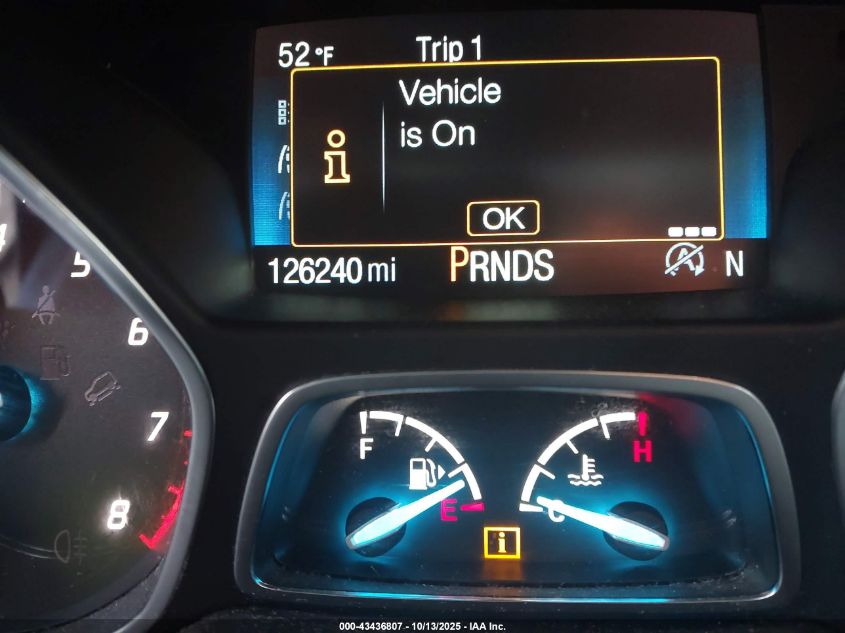 52 °F Trip 1
Vehicle
is On
OK
126240 mi PRNDS N
5
6
7
8
F H
E C
000-43436807 - 10/13/2025 - IAA Inc.